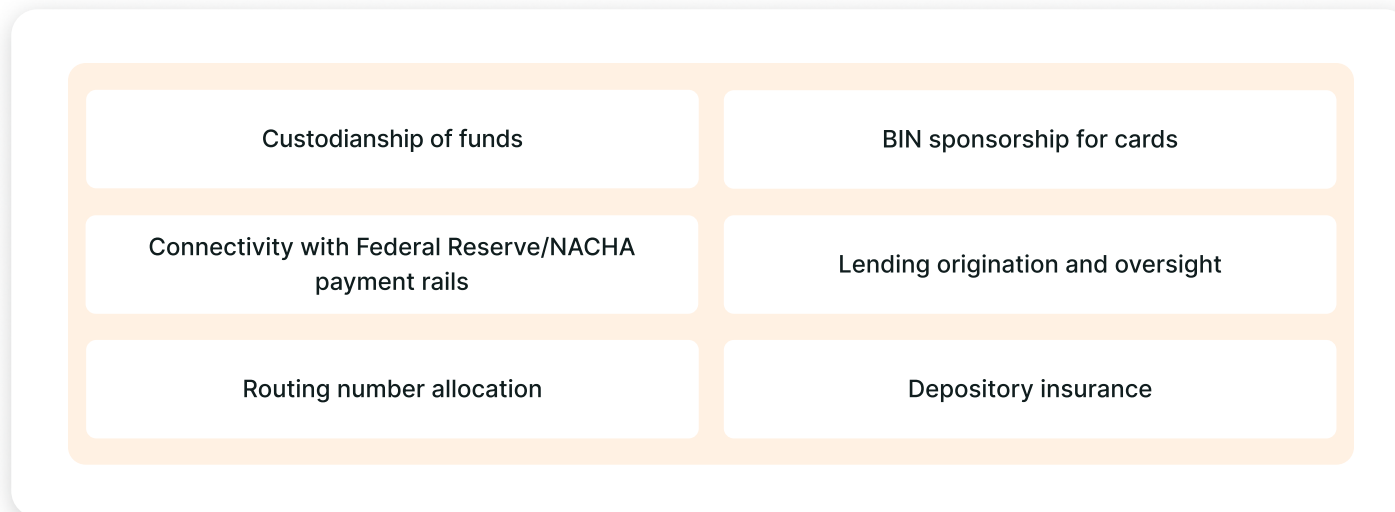 Custodianship of funds
BIN sponsorship for cards
Connectivity with Federal Reserve/NACHA
payment rails
Lending origination and oversight
Routing number allocation
Depository insurance